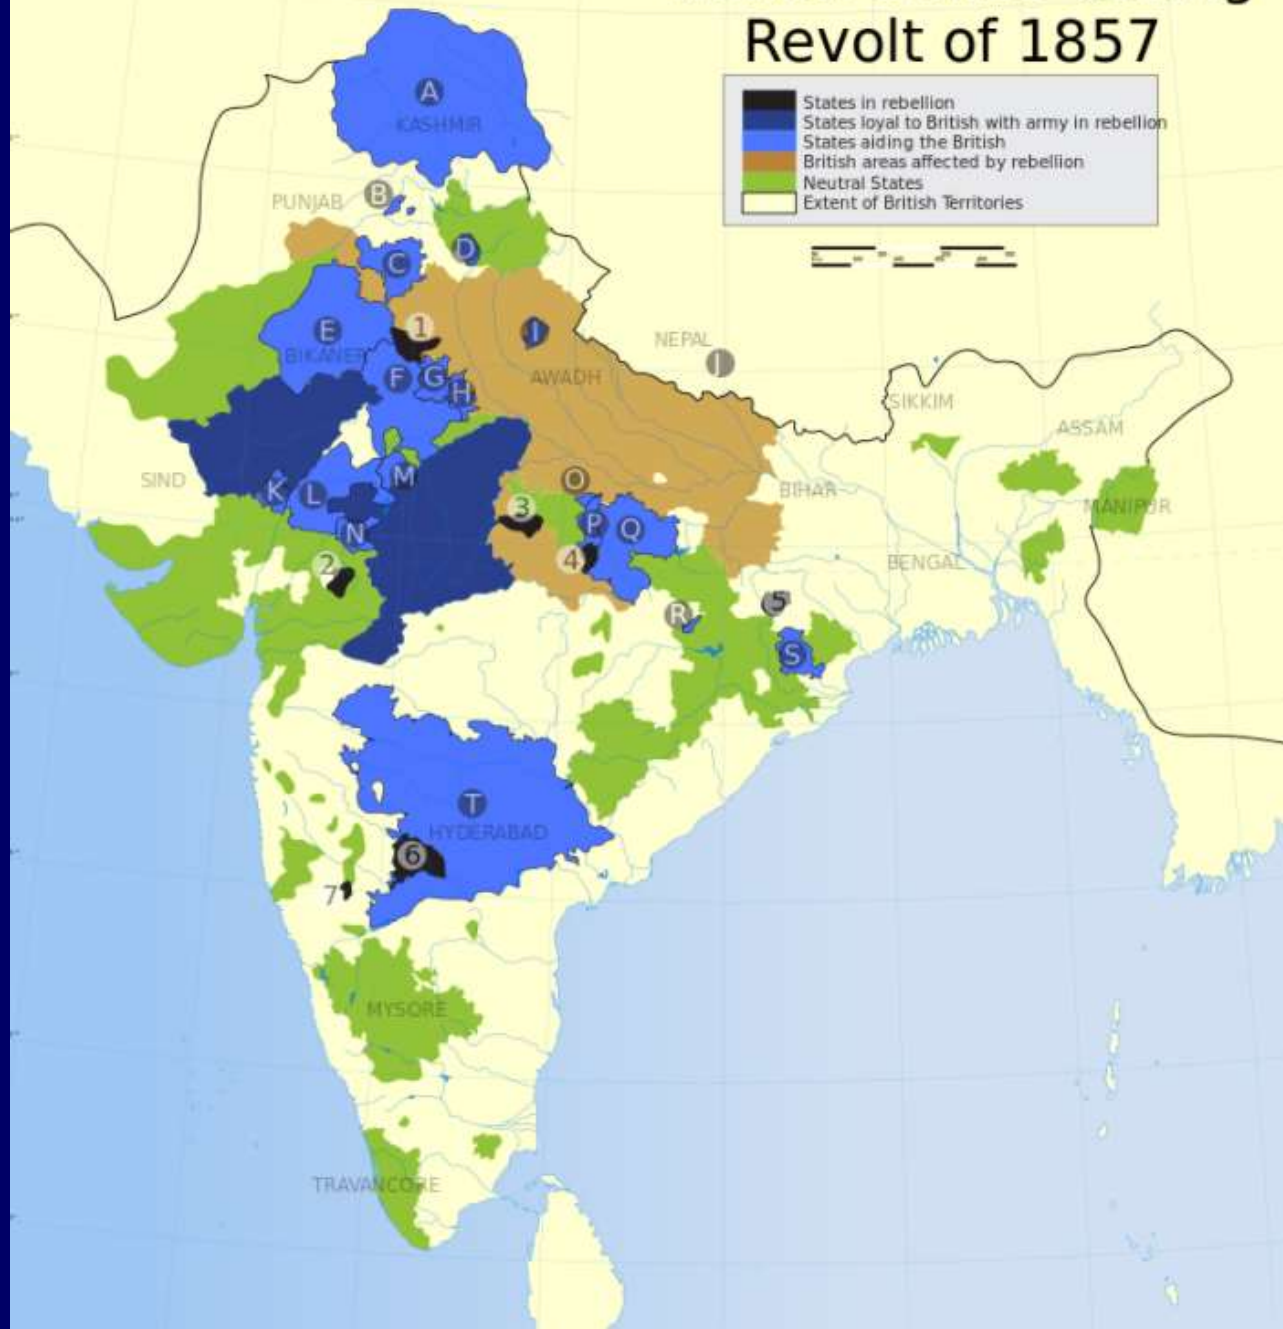 Revolt of 1857
States in rebellion
States loyal to British with army in rebellion
States aiding the British
British areas affected by rebellion
Neutral States
Extent of British Territories
A
KASHMIR
B
PUNJAB
C
D
E
BIKANER
1
I
NEPAL
J
F
G
H
AWADH
SIKKIM
ASSAM
SIND
K
L
M
O
BIHAR
MANIPUR
3
P
Q
N
2
4
BENGAL
R
5
S
T
HYDERABAD
6
7
MYSORE
TRAVANCORE